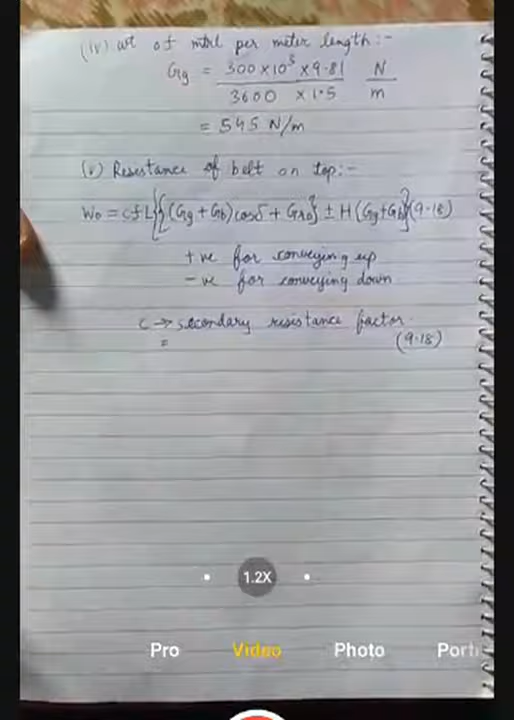 (iv) wt of mtrl per meter length:-
Gg = 300 × 10³ × 9.81 / 3600 × 1.5 N/m
= 545 N/m
(v) Resistance of belt on top:-
Wo = cfL{{(Gg + Gb) cosδ + Gro}} ± H (Gg+Gb)} (9.18)
+ve for conveying up
-ve for conveying down
c → secondary resistance factor
= (9.18)
1.2X
Pro Video Photo Port